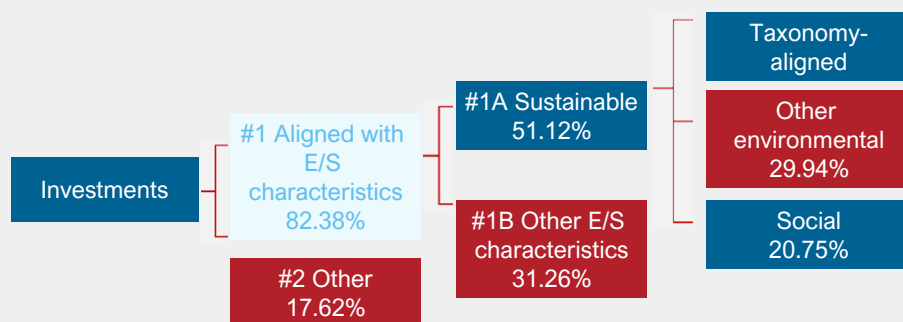 Investments
#1 Aligned with
E/S
characteristics
82.38%
#2 Other
17.62%
#1A Sustainable
51.12%
#1B Other E/S
characteristics
31.26%
Taxonomy-
aligned
Other
environmental
29.94%
Social
20.75%